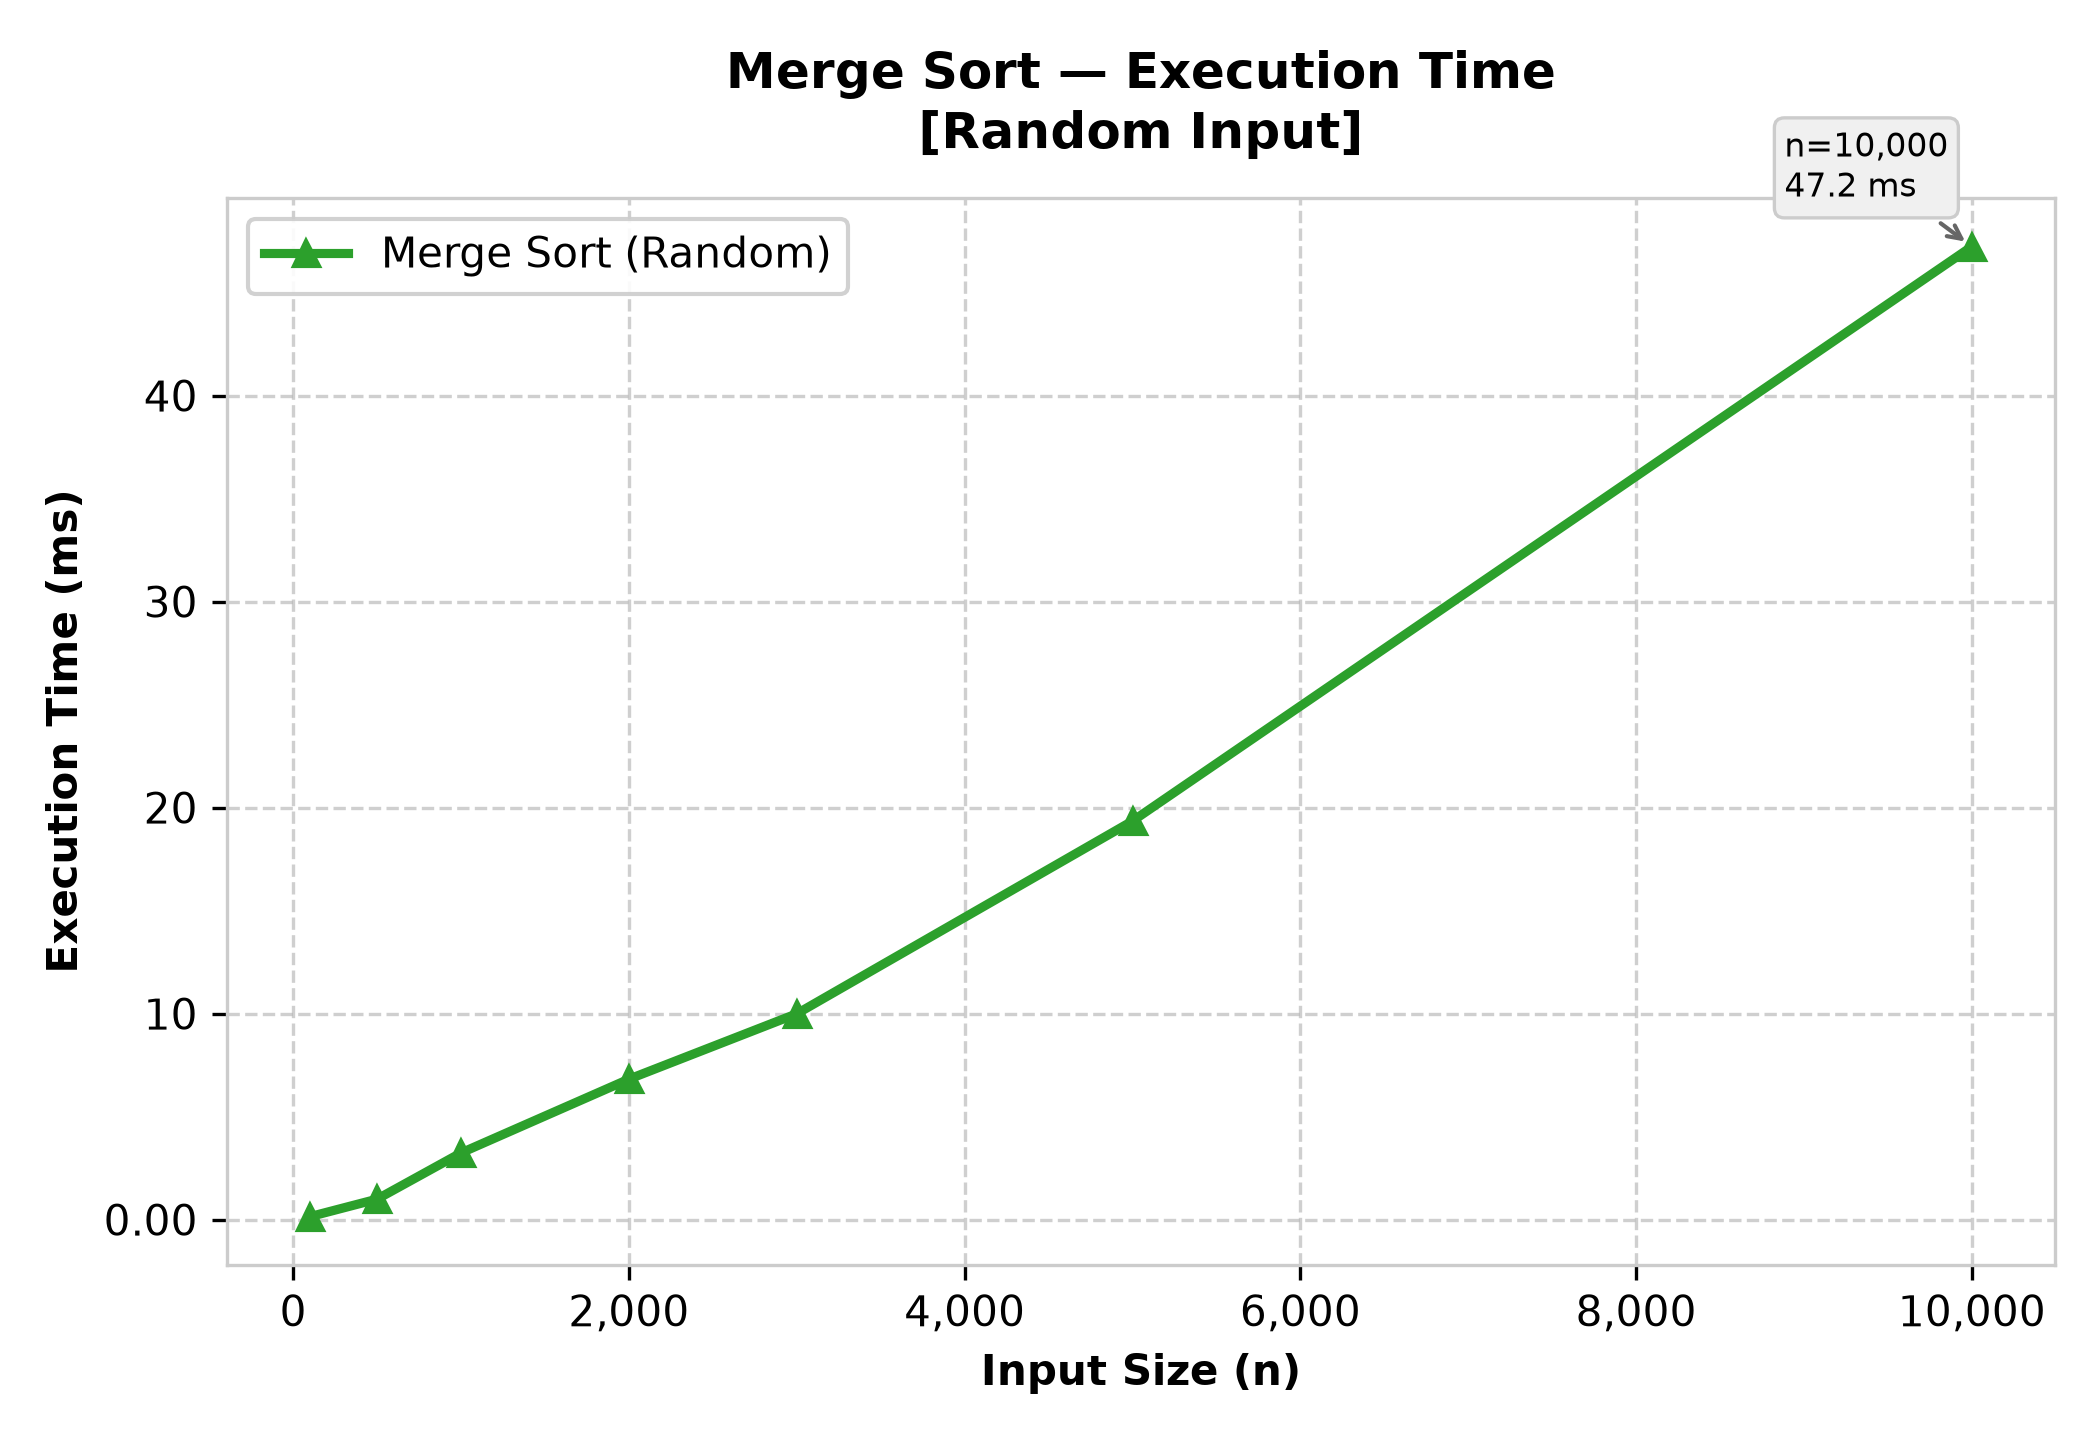 Merge Sort — Execution Time
[Random Input]
n=10,000
47.2 ms
Merge Sort (Random)
40
30
20
10
0.00
Execution Time (ms)
0
2,000
4,000
6,000
8,000
10,000
Input Size (n)